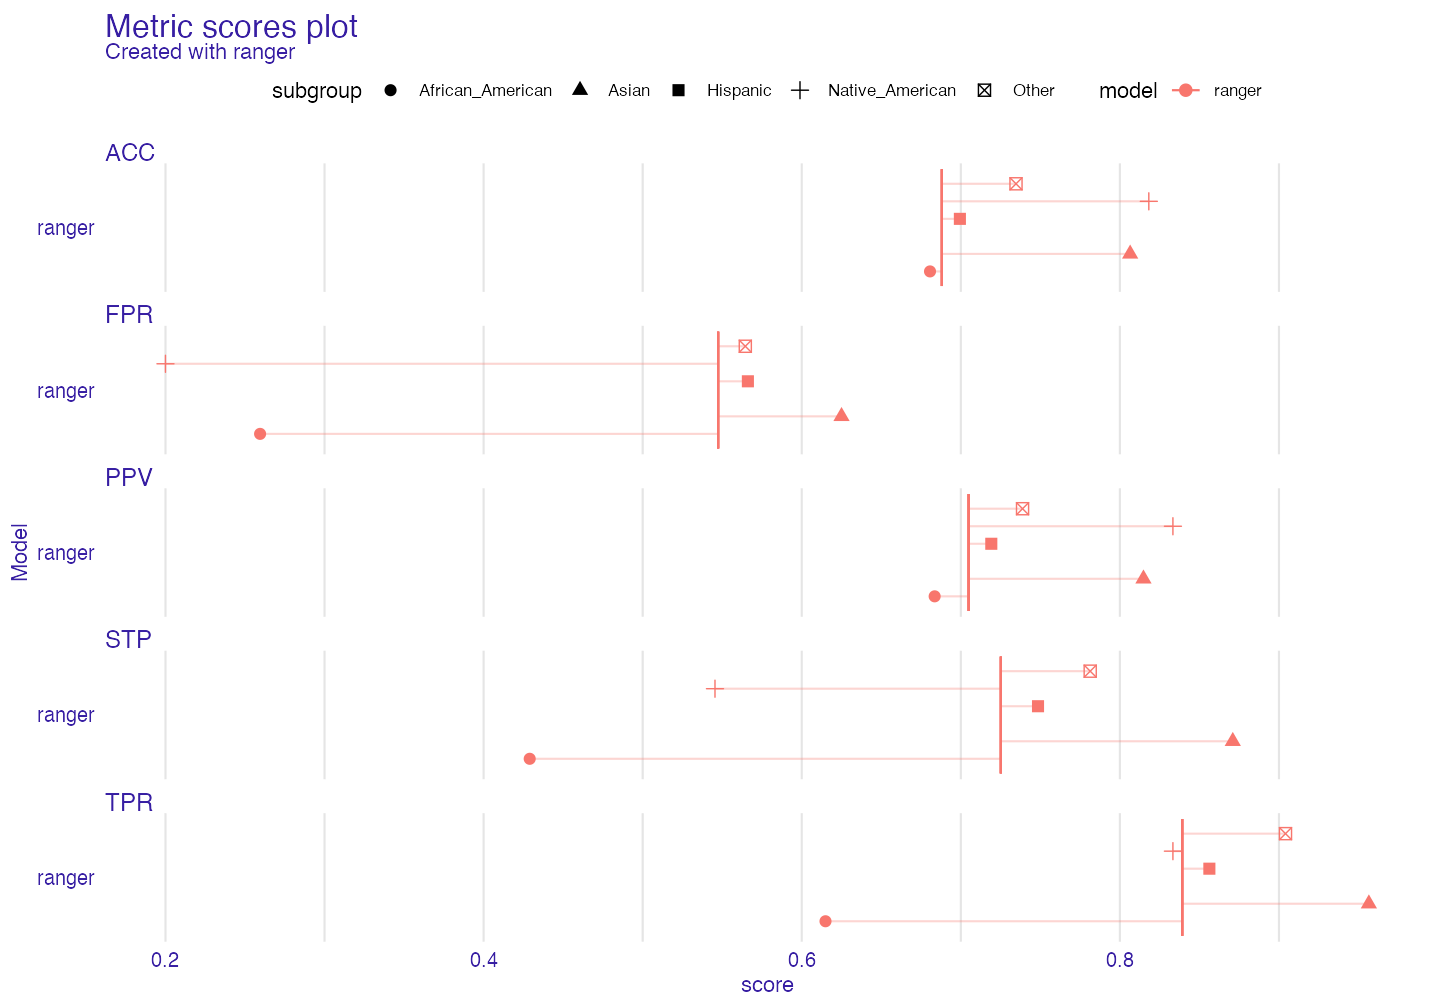 Metric scores plot
Created with ranger
subgroup African_American Asian Hispanic Native_American Other model ranger
ACC
ranger
FPR
ranger
PPV
ranger
Model
STP
ranger
TPR
ranger
0.2 0.4 0.6 0.8
score